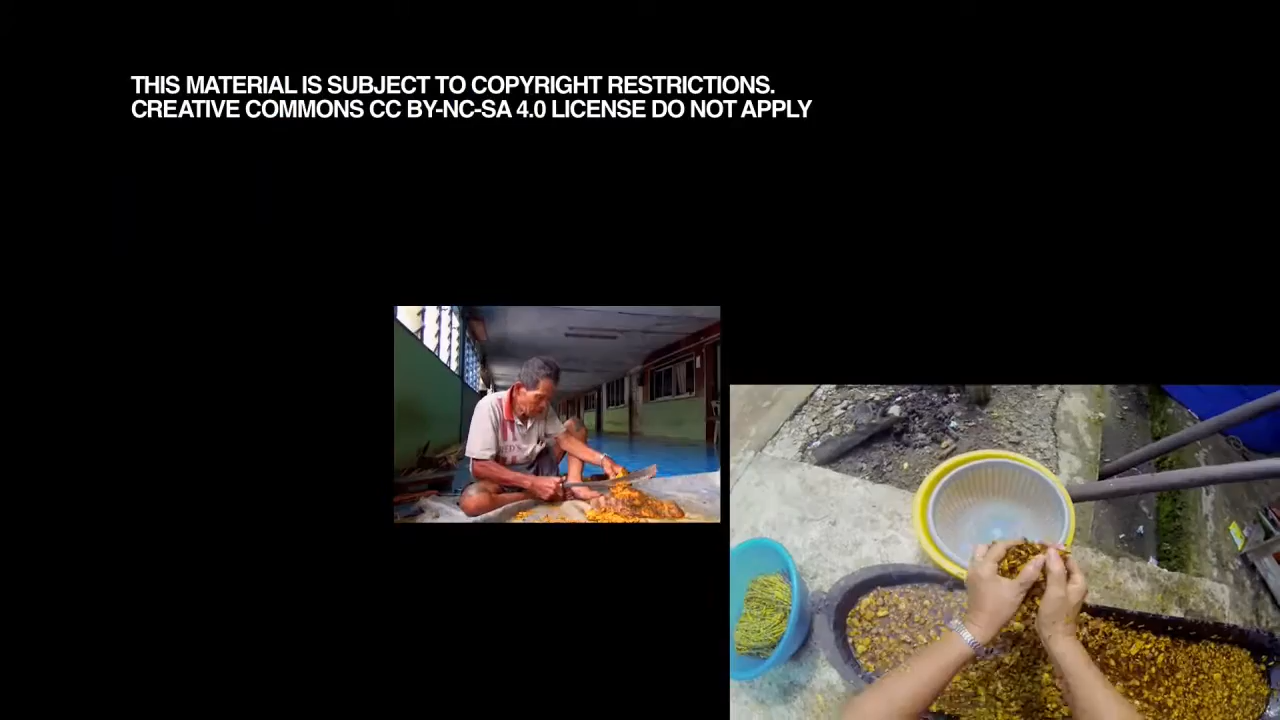 THIS MATERIAL IS SUBJECT TO COPYRIGHT RESTRICTIONS.
CREATIVE COMMONS CC BY-NC-SA 4.0 LICENSE DO NOT APPLY